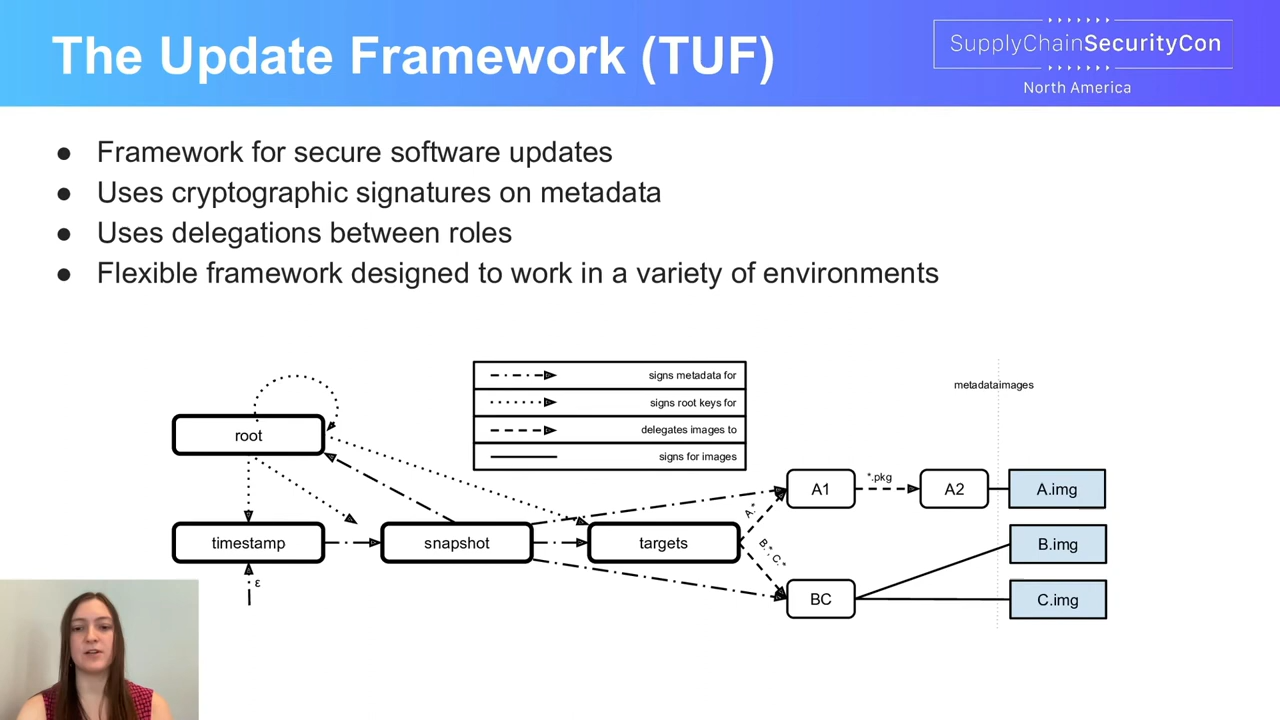 The Update Framework (TUF)
SupplyChainSecurityCon
North America
● Framework for secure software updates
● Uses cryptographic signatures on metadata
● Uses delegations between roles
● Flexible framework designed to work in a variety of environments
signs metadata for
signs root keys for
delegates images to
signs for images
metadataimages
root
timestamp
snapshot
targets
ε
A.*
B.*, C.*
A1
*.pkg
A2
BC
A.img
B.img
C.img